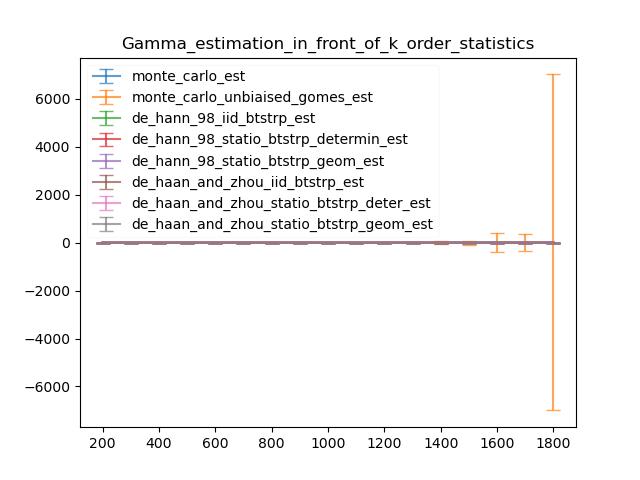 Gamma_estimation_in_front_of_k_order_statistics
monte_carlo_est
monte_carlo_unbiaised_gomes_est
de_hann_98_iid_btstrp_est
de_hann_98_statio_btstrp_determin_est
de_hann_98_statio_btstrp_geom_est
de_haan_and_zhou_iid_btstrp_est
de_haan_and_zhou_statio_btstrp_deter_est
de_haan_and_zhou_statio_btstrp_geom_est
6000
4000
2000
0
−2000
−4000
−6000
200 400 600 800 1000 1200 1400 1600 1800